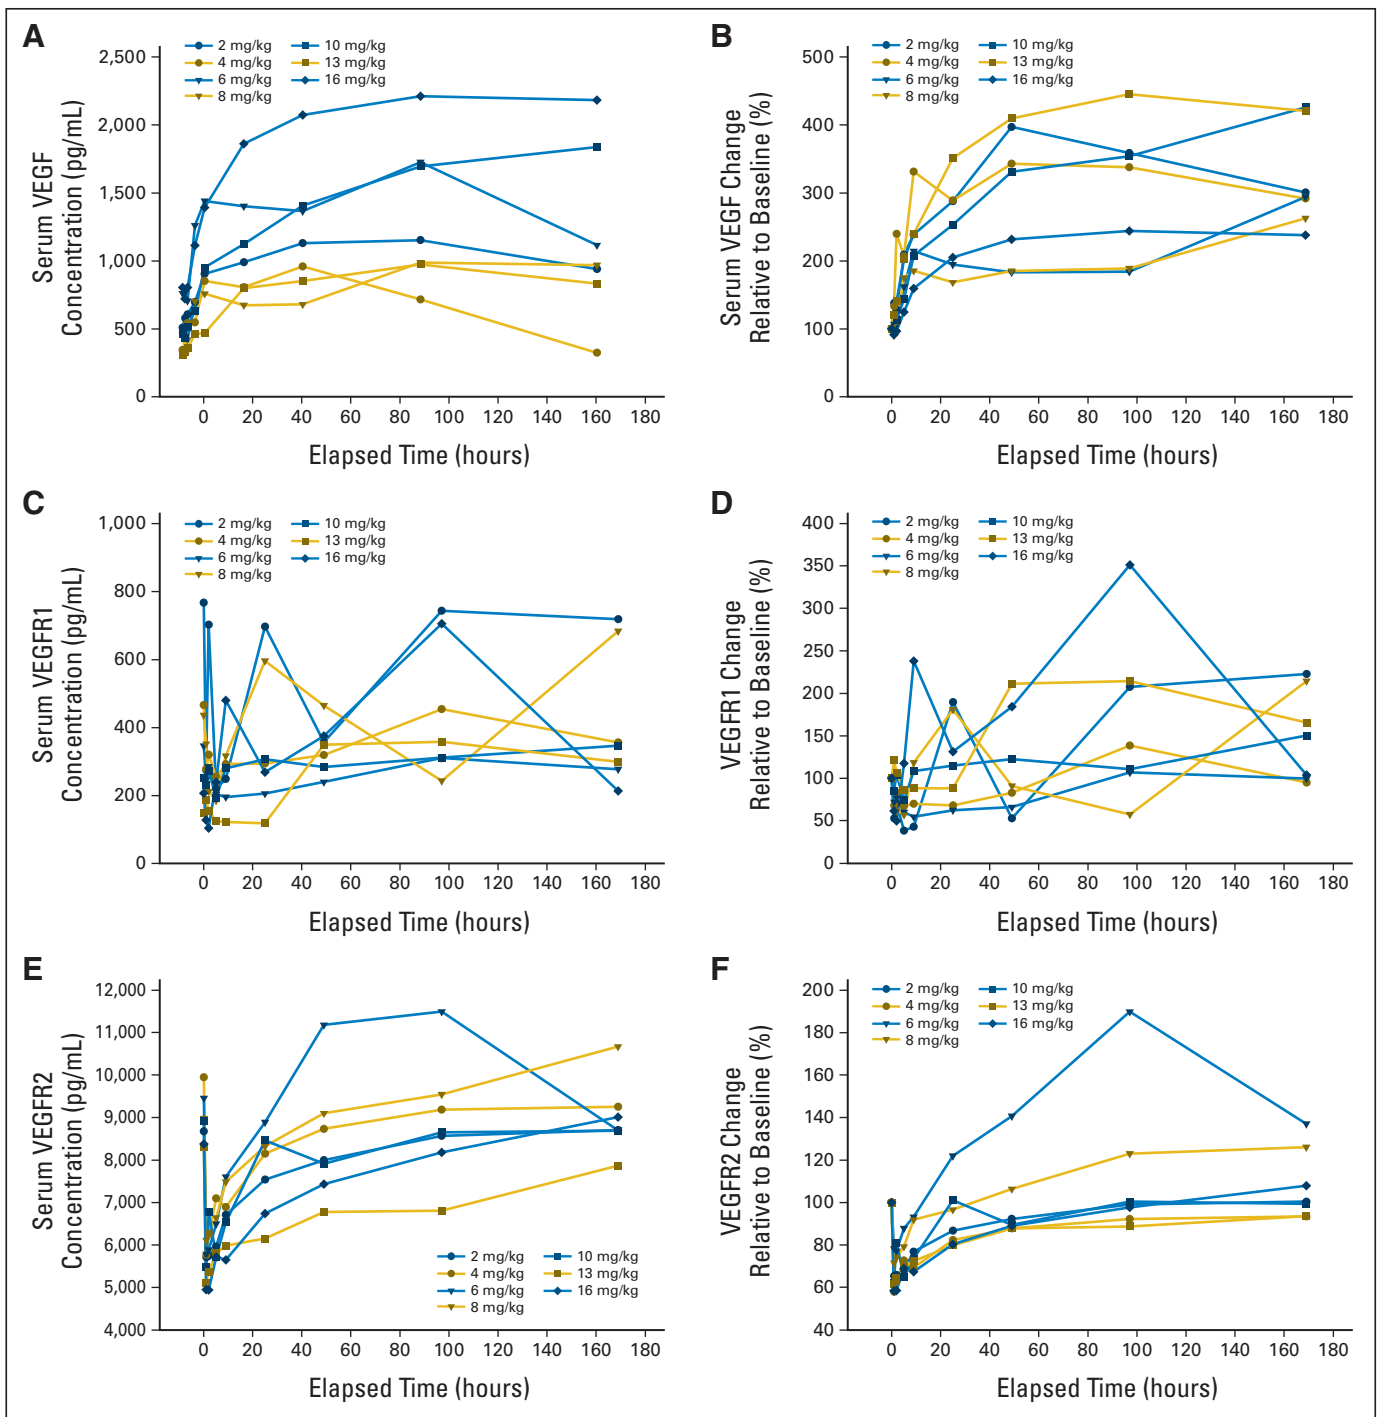 A
2 mg/kg
4 mg/kg
6 mg/kg
8 mg/kg
10 mg/kg
13 mg/kg
16 mg/kg
Serum VEGF
Concentration (pg/mL)
2,500
2,000
1,500
1,000
500
0
0 20 40 60 80 100 120 140 160 180
Elapsed Time (hours)
B
2 mg/kg
4 mg/kg
6 mg/kg
8 mg/kg
10 mg/kg
13 mg/kg
16 mg/kg
Serum VEGF Change
Relative to Baseline (%)
500
400
300
200
100
0
0 20 40 60 80 100 120 140 160 180
Elapsed Time (hours)
C
2 mg/kg
4 mg/kg
6 mg/kg
8 mg/kg
10 mg/kg
13 mg/kg
16 mg/kg
Serum VEGFR1
Concentration (pg/mL)
1,000
800
600
400
200
0
0 20 40 60 80 100 120 140 160 180
Elapsed Time (hours)
D
2 mg/kg
4 mg/kg
6 mg/kg
8 mg/kg
10 mg/kg
13 mg/kg
16 mg/kg
VEGFR1 Change
Relative to Baseline (%)
400
350
300
250
200
150
100
50
0
0 20 40 60 80 100 120 140 160 180
Elapsed Time (hours)
E
Serum VEGFR2
Concentration (pg/mL)
12,000
11,000
10,000
9,000
8,000
7,000
6,000
5,000
4,000
2 mg/kg
4 mg/kg
6 mg/kg
8 mg/kg
10 mg/kg
13 mg/kg
16 mg/kg
0 20 40 60 80 100 120 140 160 180
Elapsed Time (hours)
F
2 mg/kg
4 mg/kg
6 mg/kg
8 mg/kg
10 mg/kg
13 mg/kg
16 mg/kg
VEGFR2 Change
Relative to Baseline (%)
200
180
160
140
120
100
80
60
40
0 20 40 60 80 100 120 140 160 180
Elapsed Time (hours)